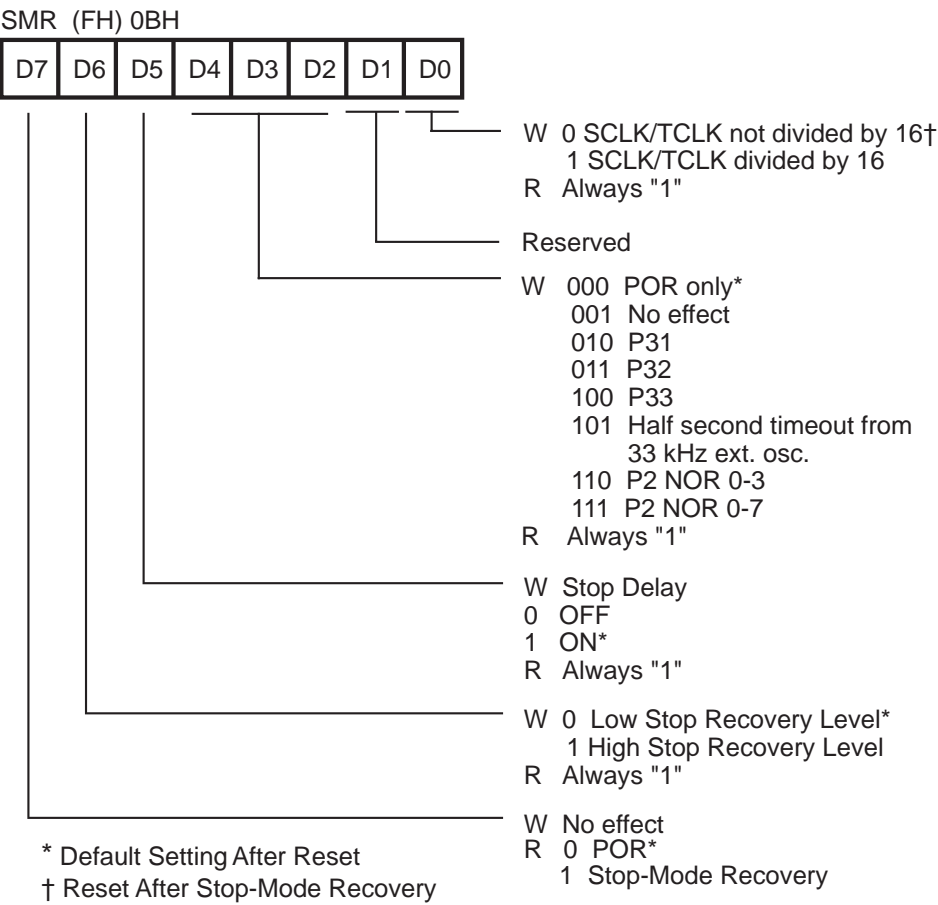 SMR (FH) 0BH
D7 D6 D5 D4 D3 D2 D1 D0
W 0 SCLK/TCLK not divided by 16†
1 SCLK/TCLK divided by 16
R Always "1"
Reserved
W 000 POR only*
001 No effect
010 P31
011 P32
100 P33
101 Half second timeout from
33 kHz ext. osc.
110 P2 NOR 0-3
111 P2 NOR 0-7
R Always "1"
W Stop Delay
0 OFF
1 ON*
R Always "1"
W 0 Low Stop Recovery Level*
1 High Stop Recovery Level
R Always "1"
W No effect
R 0 POR*
1 Stop-Mode Recovery
* Default Setting After Reset
† Reset After Stop-Mode Recovery